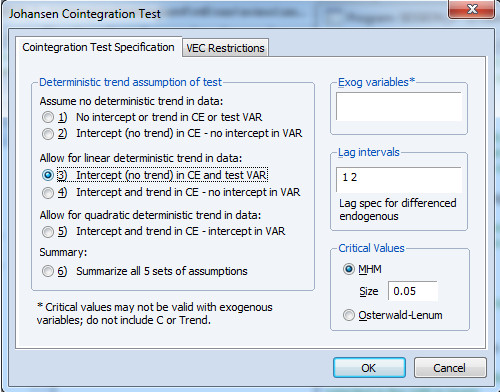 Johansen Cointegration Test
Cointegration Test Specification
VEC Restrictions
Deterministic trend assumption of test
Assume no deterministic trend in data:
1) No intercept or trend in CE or test VAR
2) Intercept (no trend) in CE - no intercept in VAR
Allow for linear deterministic trend in data:
3) Intercept (no trend) in CE and test VAR
4) Intercept and trend in CE - no intercept in VAR
Allow for quadratic deterministic trend in data:
5) Intercept and trend in CE - intercept in VAR
Summary:
6) Summarize all 5 sets of assumptions
* Critical values may not be valid with exogenous
variables; do not include C or Trend.
Exog variables*
Lag intervals
1 2
Lag spec for differenced
endogenous
Critical Values
MHM
Size 0.05
Osterwald-Lenum
OK
Cancel